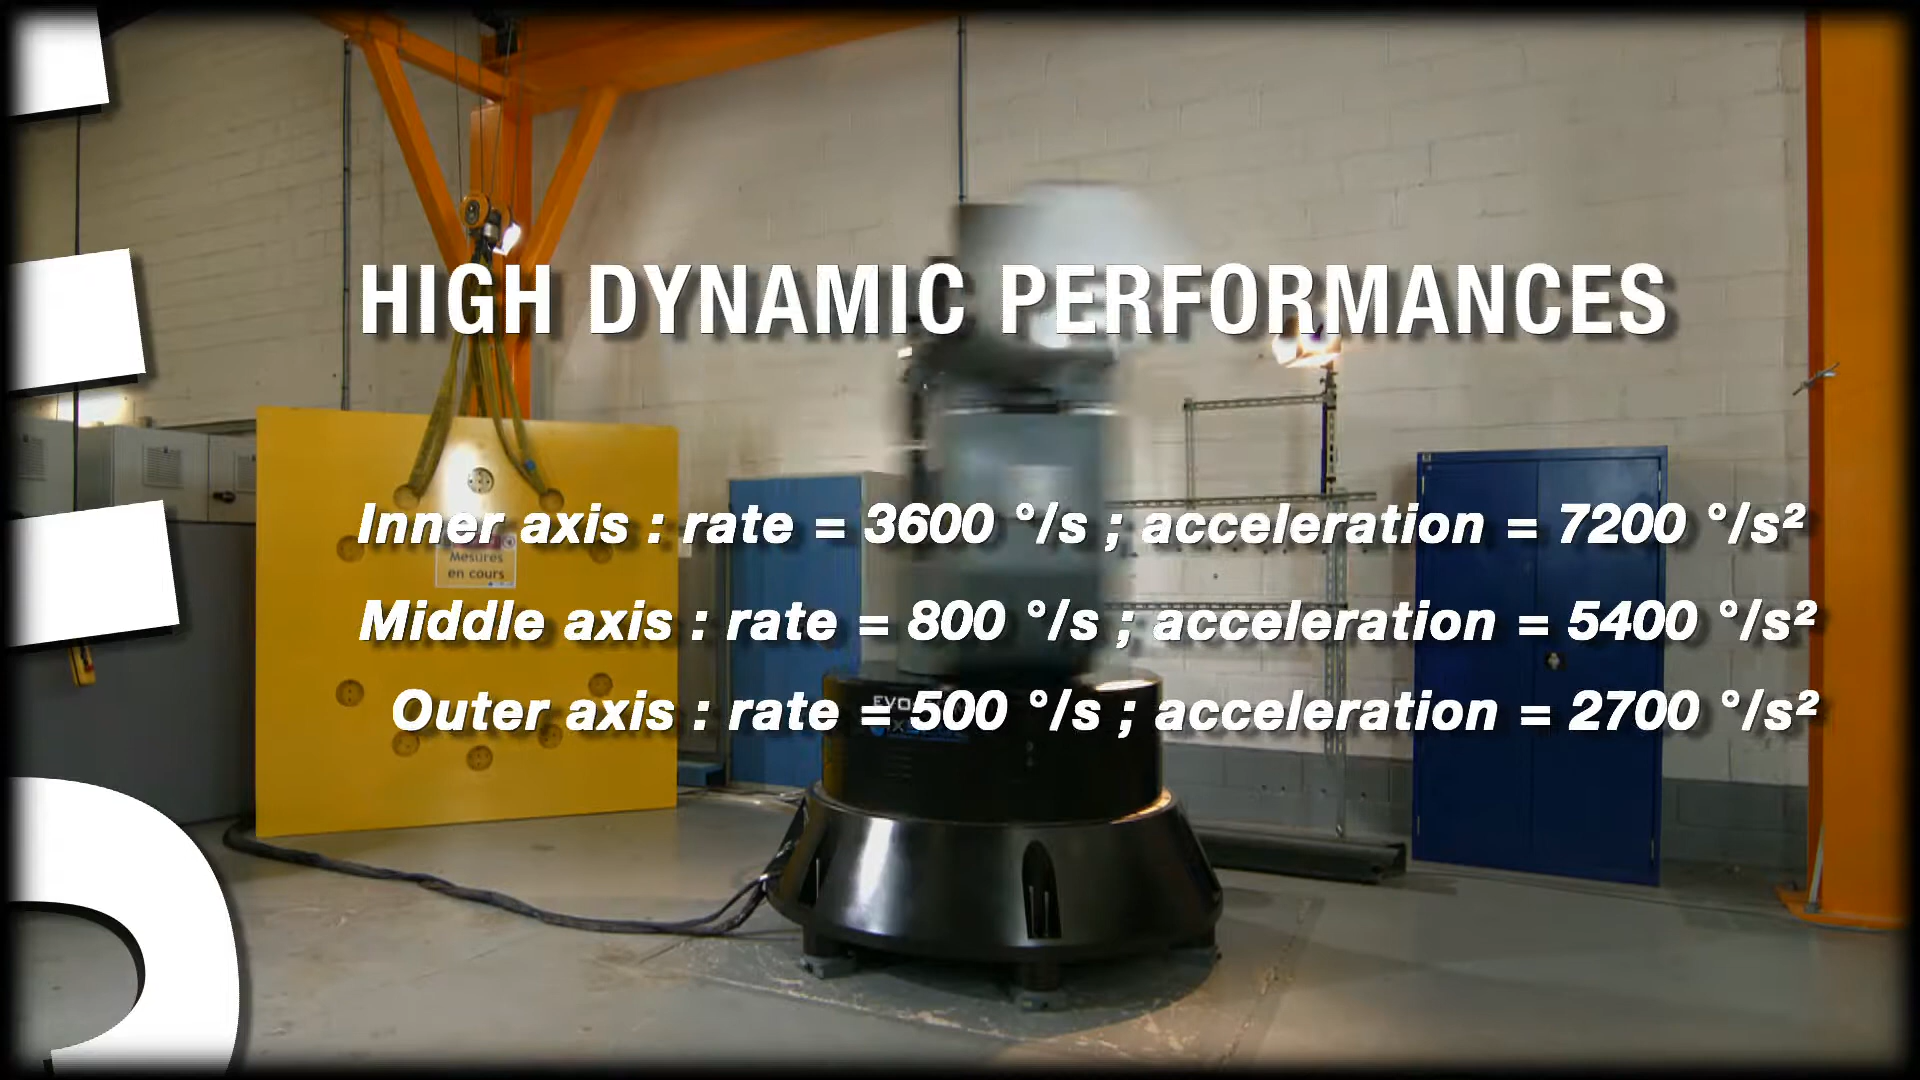 HIGH DYNAMIC PERFORMANCES
Inner axis : rate = 3600 °/s ; acceleration = 7200 °/s²
Mesures
en cours
Middle axis : rate = 800 °/s ; acceleration = 5400 °/s²
Outer axis : rate = 500 °/s ; acceleration = 2700 °/s²